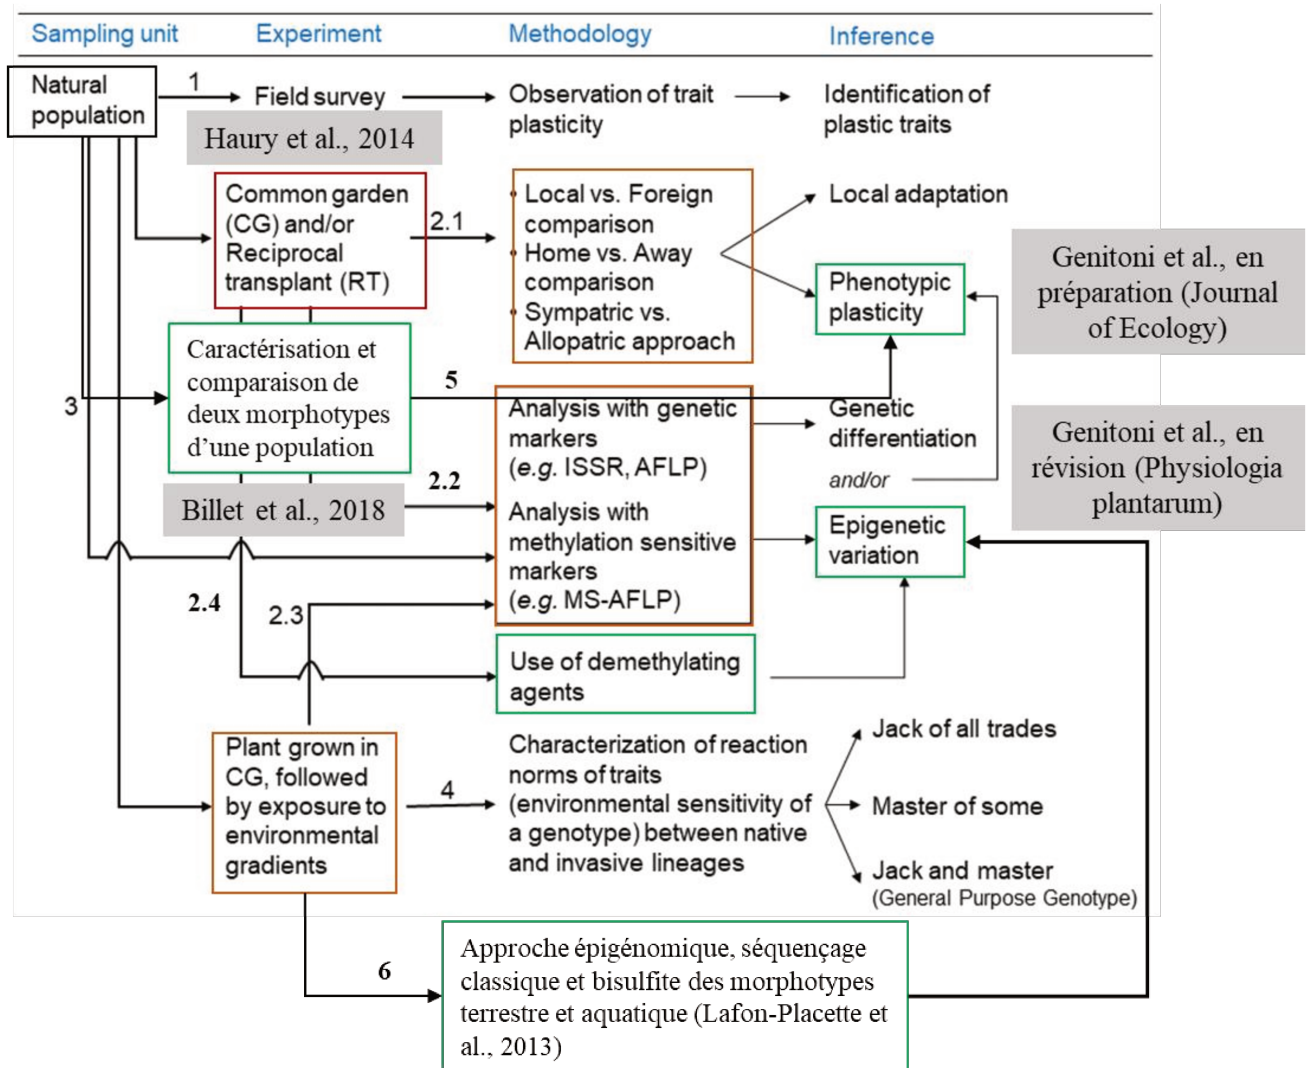 Sampling unit
Experiment
Methodology
Inference
Natural
population
1
Field survey
Observation of trait
plasticity
Identification of
plastic traits
Haury et al., 2014
Common garden
(CG) and/or
Reciprocal
transplant (RT)
2.1
• Local vs. Foreign
comparison
• Home vs. Away
comparison
• Sympatric vs.
Allopatric approach
Local adaptation
Phenotypic
plasticity
Genitoni et al., en
préparation (Journal
of Ecology)
3
Caractérisation et
comparaison de
deux morphotypes
d’une population
5
Analysis with genetic
markers
(e.g. ISSR, AFLP)
Genetic
differentiation
and/or
Genitoni et al., en
révision (Physiologia
plantarum)
Billet et al., 2018
2.2
Analysis with
methylation sensitive
markers
(e.g. MS-AFLP)
Epigenetic
variation
2.4
2.3
Use of demethylating
agents
Plant grown in
CG, followed
by exposure to
environmental
gradients
4
Characterization of reaction
norms of traits
(environmental sensitivity of
a genotype) between native
and invasive lineages
Jack of all trades
Master of some
Jack and master
(General Purpose Genotype)
6
Approche épigénomique, séquençage
classique et bisulfite des morphotypes
terrestre et aquatique (Lafon-Placette et
al., 2013)